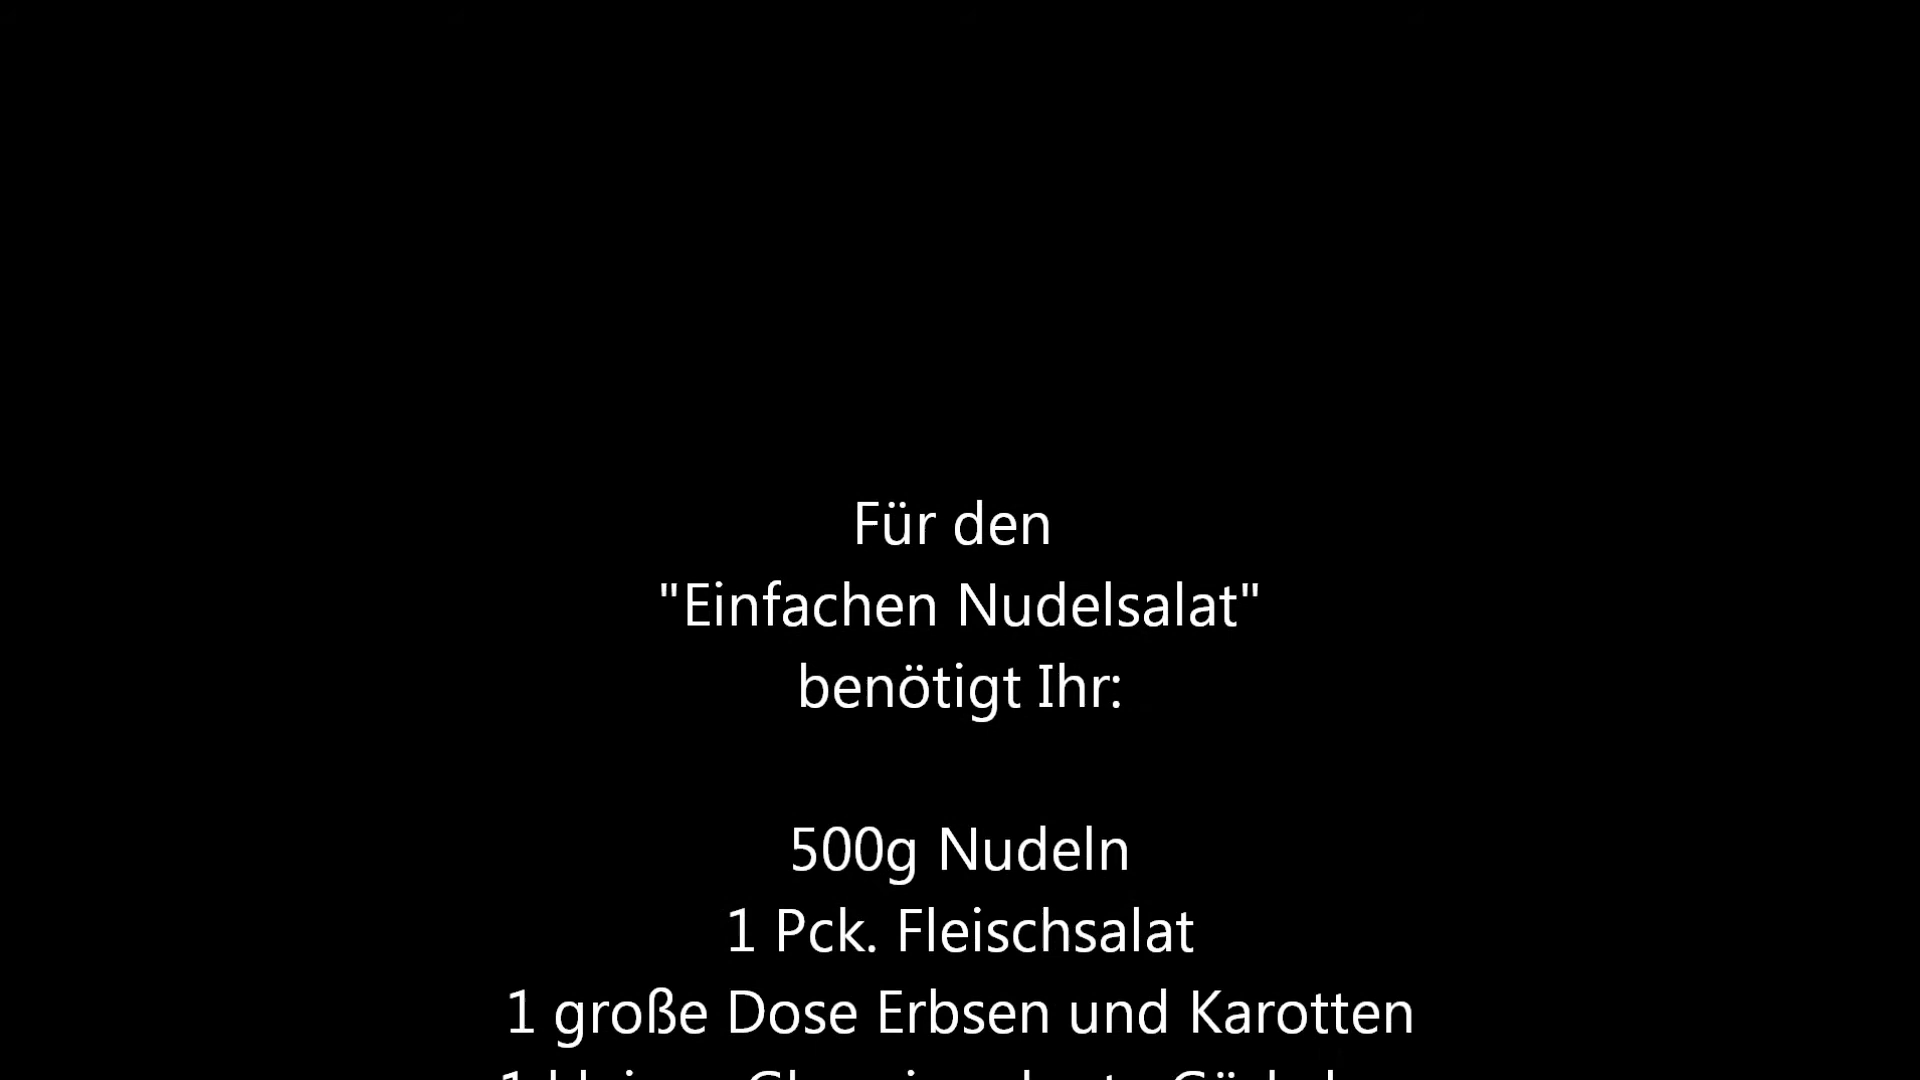 Für den
"Einfachen Nudelsalat"
benötigt Ihr:
500g Nudeln
1 Pck. Fleischsalat
1 große Dose Erbsen und Karotten